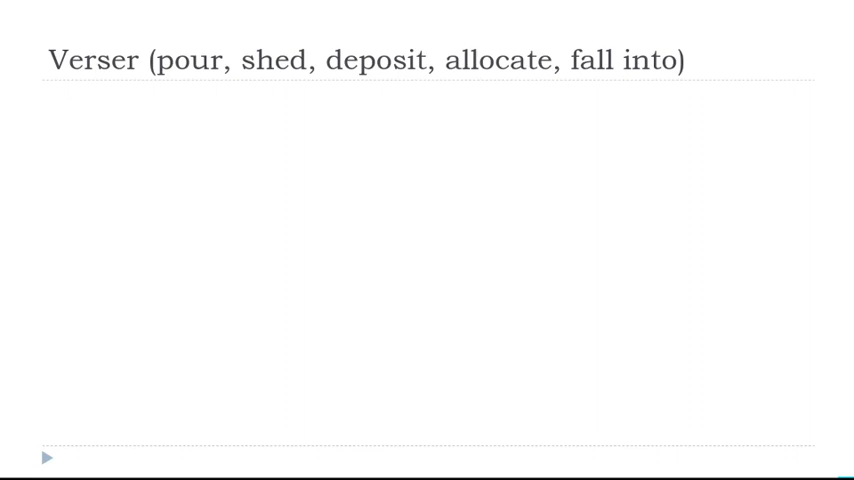 Verser (pour, shed, deposit, allocate, fall into)